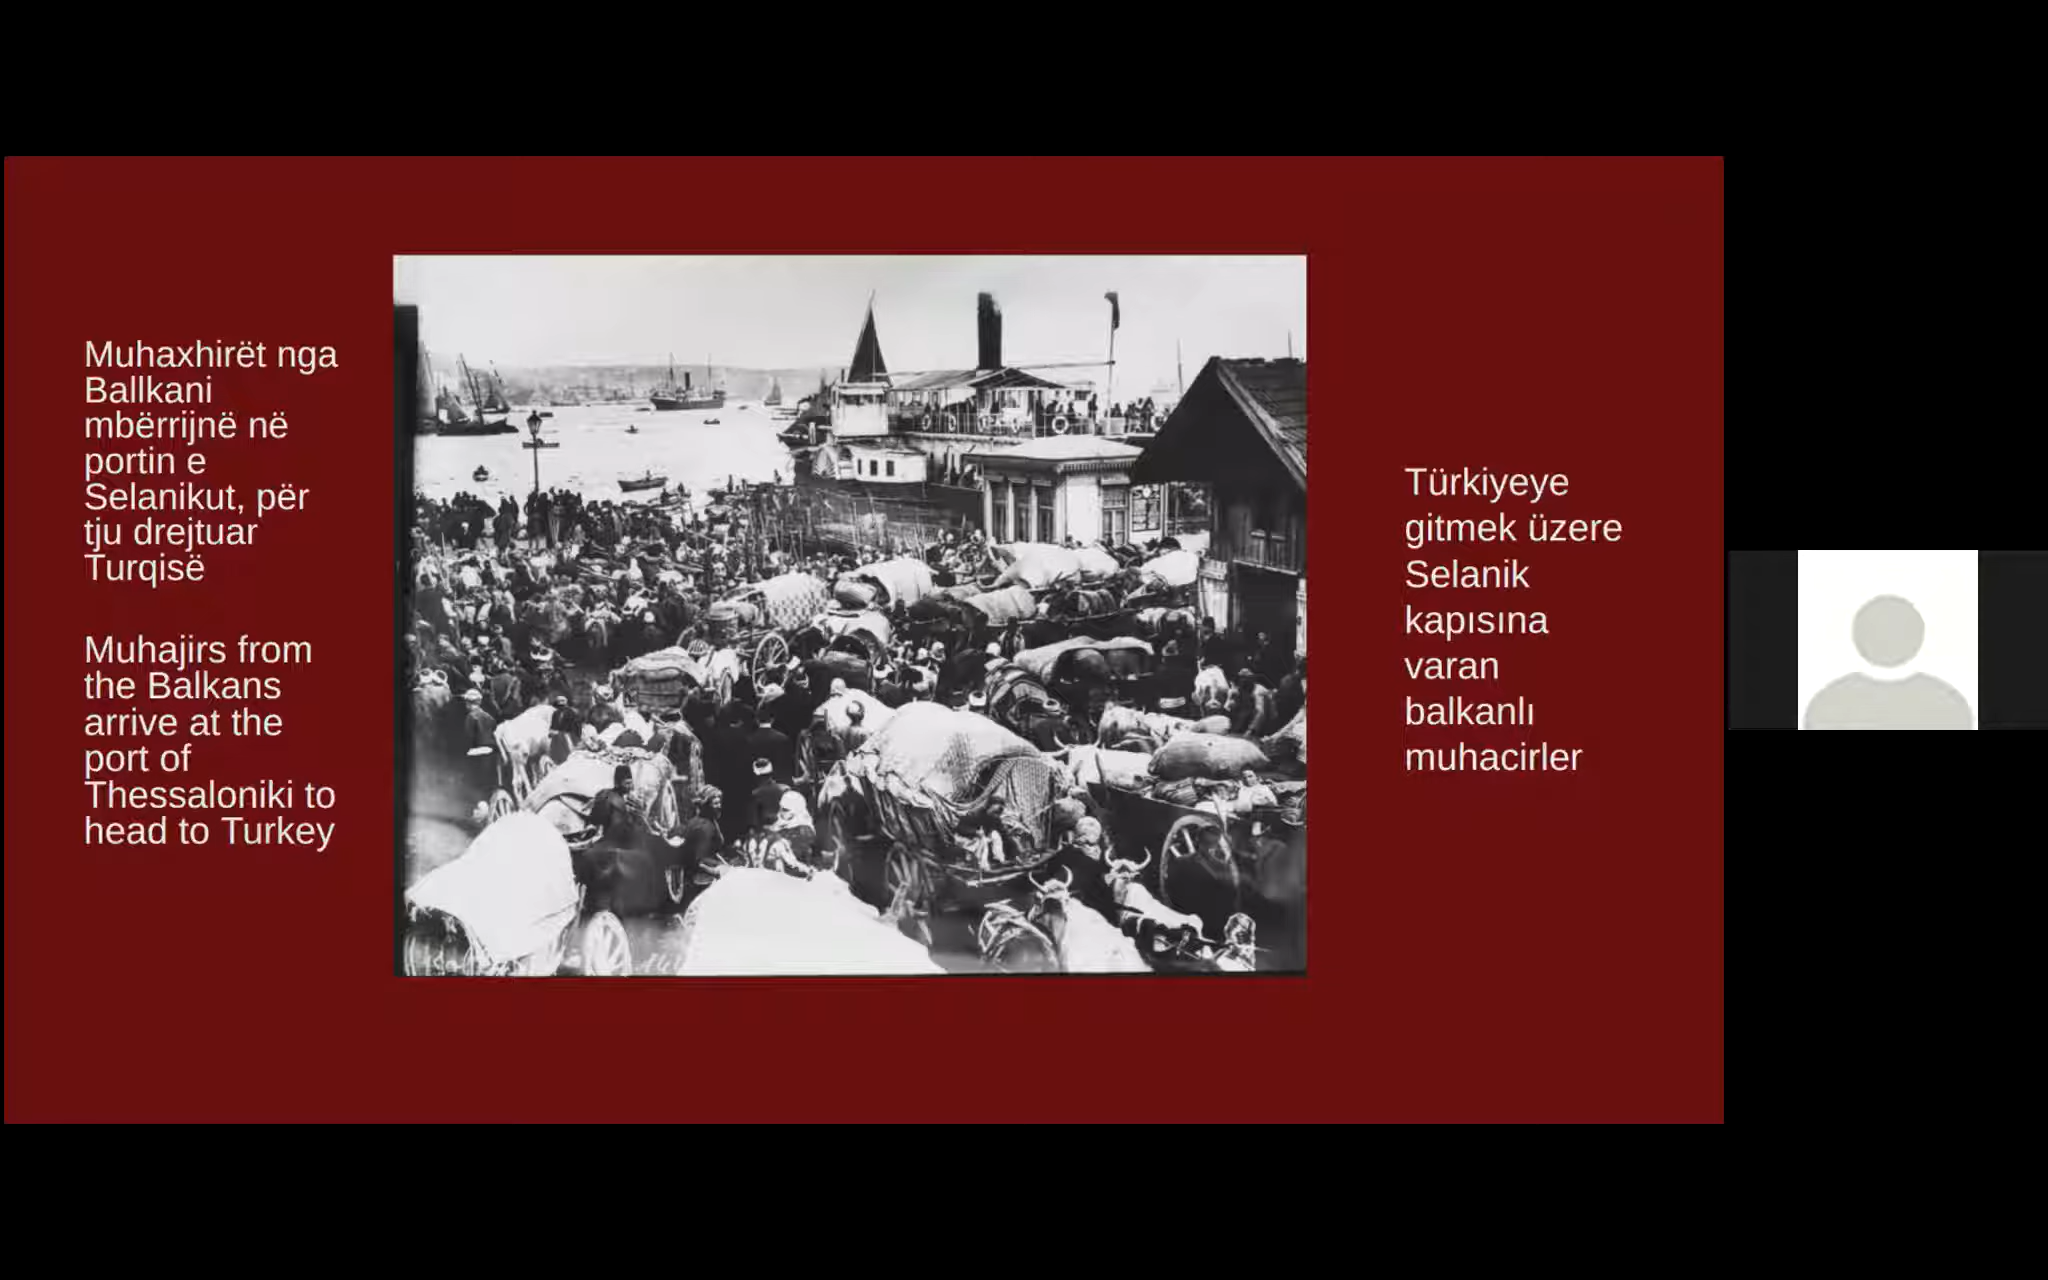 Muhaxhirët nga
Ballkani
mbërrijnë në
portin e
Selanikut, për
tju drejtuar
Turqisë
Muhajirs from
the Balkans
arrive at the
port of
Thessaloniki to
head to Turkey
Türkiyeye
gitmek üzere
Selanik
kapısına
varan
balkanlı
muhacirler